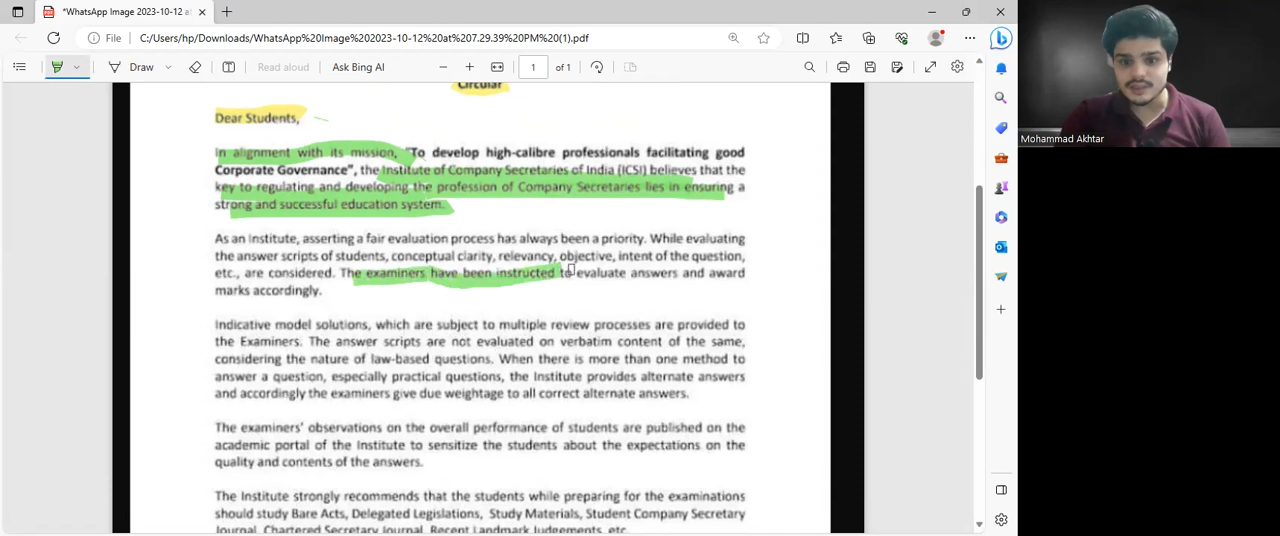 *WhatsApp Image 2023-10-12 at
File
C:/Users/hp/Downloads/WhatsApp%20Image%202023-10-12%20at%207.29.39%20PM%20(1).pdf
Draw
Read aloud
Ask Bing AI
1
of 1
Mohammad Akhtar
Circular
Dear Students,
In alignment with its mission, "To develop high-calibre professionals facilitating good
Corporate Governance", the Institute of Company Secretaries of India (ICSI) believes that the
key to regulating and developing the profession of Company Secretaries lies in ensuring a
strong and successful education system.
As an Institute, asserting a fair evaluation process has always been a priority. While evaluating
the answer scripts of students, conceptual clarity, relevancy, objective, intent of the question,
etc., are considered. The examiners have been instructed to evaluate answers and award
marks accordingly.
Indicative model solutions, which are subject to multiple review processes are provided to
the Examiners. The answer scripts are not evaluated on verbatim content of the same,
considering the nature of law-based questions. When there is more than one method to
answer a question, especially practical questions, the Institute provides alternate answers
and accordingly the examiners give due weightage to all correct alternate answers.
The examiners' observations on the overall performance of students are published on the
academic portal of the Institute to sensitize the students about the expectations on the
quality and contents of the answers.
The Institute strongly recommends that the students while preparing for the examinations
should study Bare Acts, Delegated Legislations, Study Materials, Student Company Secretary
Journal, Chartered Secretary Journal, Recent Landmark Judgements, etc.